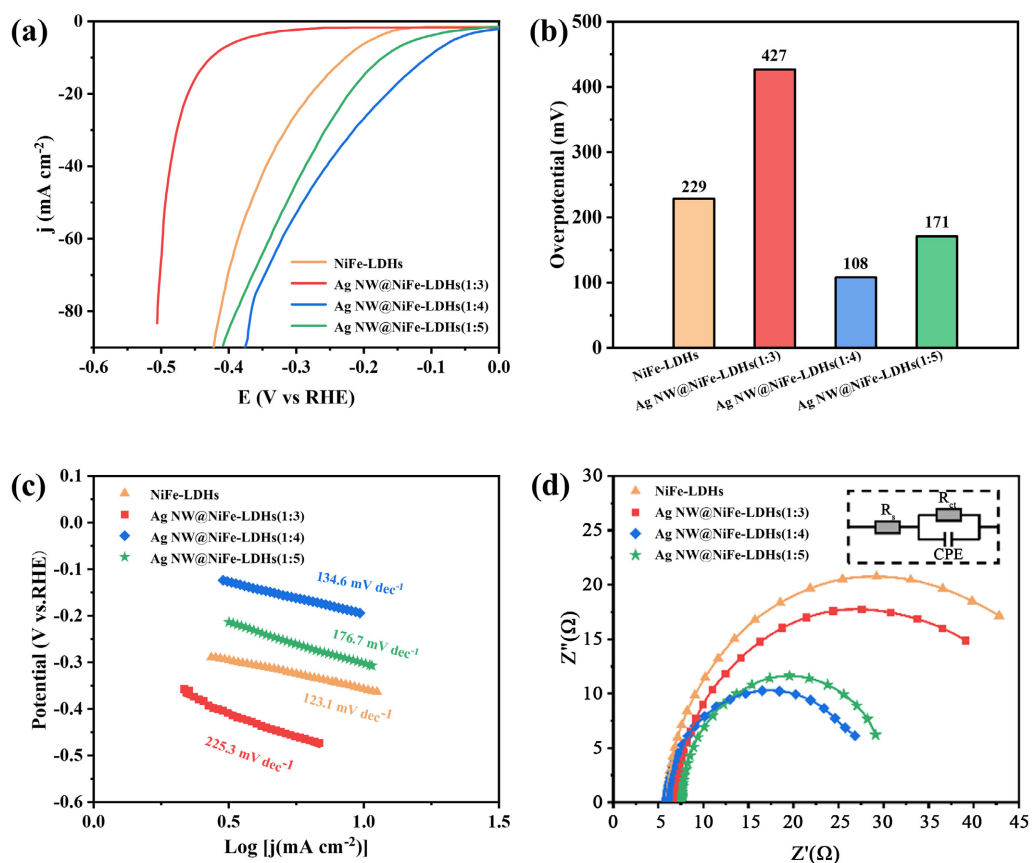 (a)
0
-20
-40
-60
-80
j (mA cm-2)
-0.6
-0.5
-0.4
-0.3
-0.2
-0.1
0.0
E (V vs RHE)
NiFe-LDHs
Ag NW@NiFe-LDHs(1:3)
Ag NW@NiFe-LDHs(1:4)
Ag NW@NiFe-LDHs(1:5)
(b)
500
400
300
200
100
0
Overpotential (mV)
229
427
108
171
NiFe-LDHs
Ag NW@NiFe-LDHs(1:3)
Ag NW@NiFe-LDHs(1:4)
Ag NW@NiFe-LDHs(1:5)
(c)
0.1
0.0
-0.1
-0.2
-0.3
-0.4
-0.5
-0.6
Potential (V vs.RHE)
NiFe-LDHs
Ag NW@NiFe-LDHs(1:3)
Ag NW@NiFe-LDHs(1:4)
Ag NW@NiFe-LDHs(1:5)
134.6 mV dec-1
176.7 mV dec-1
123.1 mV dec-1
225.3 mV dec-1
0.0
0.5
1.0
1.5
Log [j(mA cm-2)]
(d)
30
25
20
15
10
5
0
Z''(Ω)
NiFe-LDHs
Ag NW@NiFe-LDHs(1:3)
Ag NW@NiFe-LDHs(1:4)
Ag NW@NiFe-LDHs(1:5)
Rs
Rct
CPE
0
5
10
15
20
25
30
35
40
45
Z'(Ω)